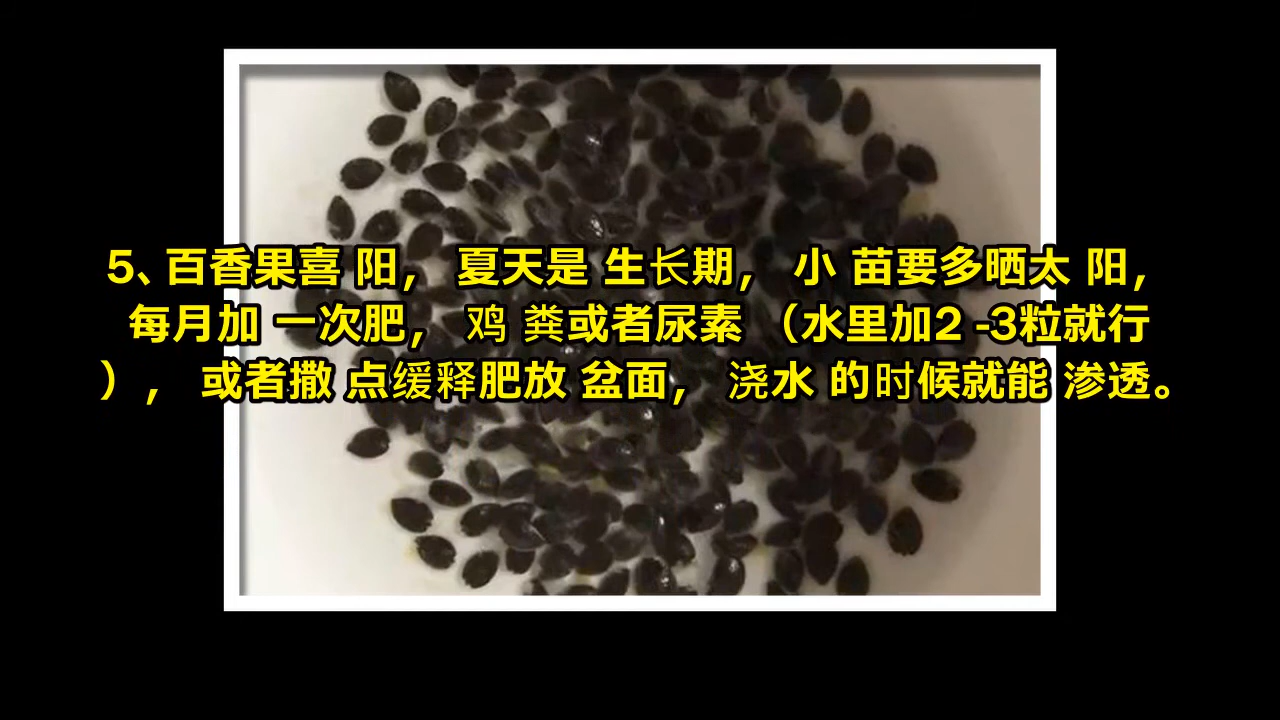 5、百香果喜 阳， 夏天是 生长期， 小 苗要多晒太 阳，
每月加 一次肥， 鸡 粪或者尿素 （水里加2 -3粒就行
）， 或者撒 点缓释肥放 盆面， 浇水 的时候就能 渗透。